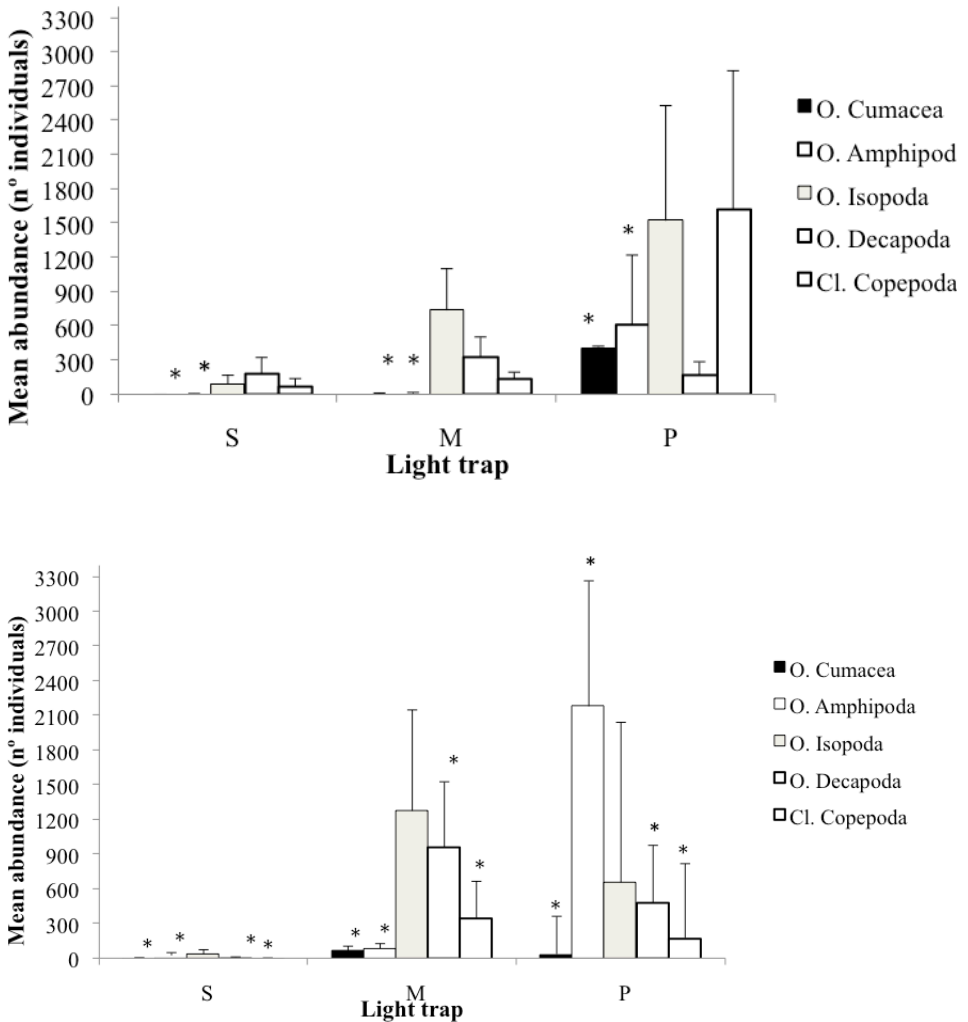 3300
3000
2700
2400
2100
1800
1500
1200
900
600
300
0
Mean abundance (nº individuals)
* * * * * *
S M P
Light trap
O. Cumacea
O. Amphipod
O. Isopoda
O. Decapoda
Cl. Copepoda
3300
3000
2700
2400
2100
1800
1500
1200
900
600
300
0
Mean abundance (nº individuals)
* * * * * * * * * * * *
S M P
Light trap
O. Cumacea
O. Amphipoda
O. Isopoda
O. Decapoda
Cl. Copepoda